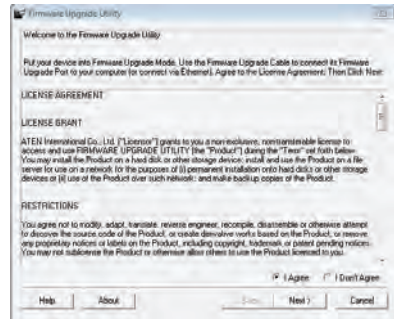 Firmware Upgrade Utility
Welcome to the Firmware Upgrade Utility
Put your device into Firmware Upgrade Mode. Use the Firmware Upgrade Cable to connect its Firmware
Upgrade Port to your computer (or connect via Ethernet). Agree to the License Agreement. Then Click Next
LICENSE AGREEMENT
LICENSE GRANT
ATEN International Co., Ltd. ("Licensor") grants to you a non-exclusive, non-transferable license to
access and use FIRMWARE UPGRADE UTILITY (the "Product") during the "Term" set forth below.
You may install the Product on a hard disk or other storage device; install and use the Product on a file
server for use on a network for the purposes of (i) permanent installation onto hard disks or other storage
devices or (ii) use of the Product over such network; and make backup copies of the Product.
RESTRICTIONS
You agree not to modify, adapt, translate, reverse engineer, decompile, disassemble or otherwise attempt
to discover the source code of the Product, or create derivative works based on the Product, or remove
any proprietary notices or labels on the Product, including copyright, trademark or patent pending notices.
You may not sublicense the Product or otherwise allow others to use the Product licensed to you.
I Agree
I Don't Agree
Help
About
Next >
Cancel